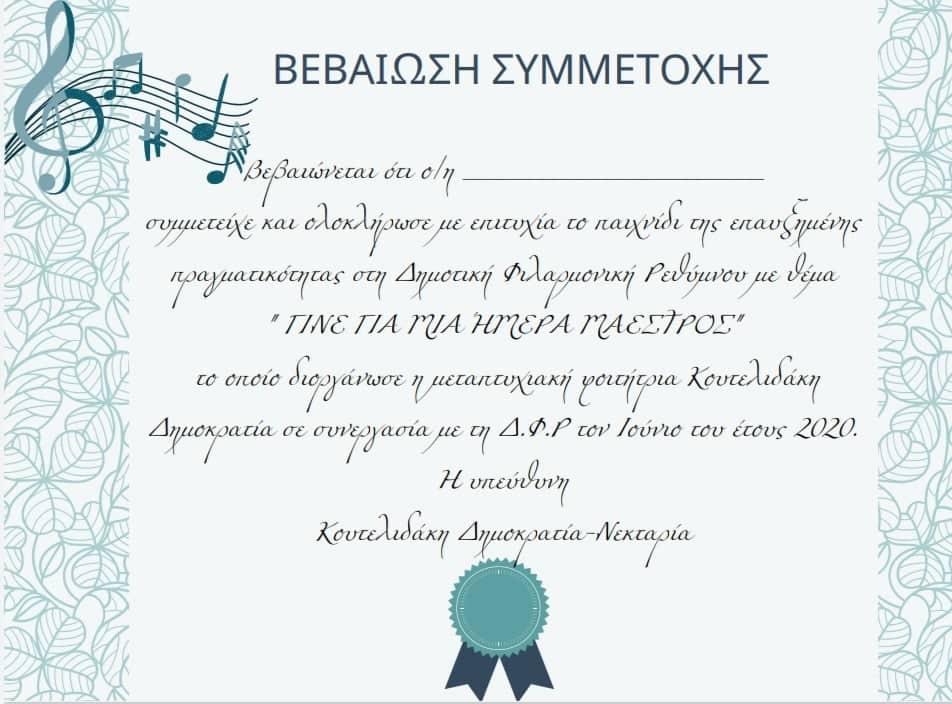 ΒΕΒΑΙΩΣΗ ΣΥΜΜΕΤΟΧΗΣ
Βεβαιώνεται ότι ο/η ______________________________
συμμετείχε και ολοκλήρωσε με επιτυχία το παιχνίδι της επαυξημένης
πραγματικότητας στη Δημοτική Φιλαρμονική Ρεθύμνου με θέμα
" ΓΙΝΕ ΓΙΑ ΜΙΑ ΉΜΕΡΑ ΜΑΕΣΤΡΟΣ"
το οποίο διοργάνωσε η μεταπτυχιακή φοιτήτρια Κουτελιδάκη
Δημοκρατία σε συνεργασία με τη Δ.Φ.Ρ τον Ιούνιο του έτους 2020.
Η υπεύθυνη
Κουτελιδάκη Δημοκρατία-Νεκταρία